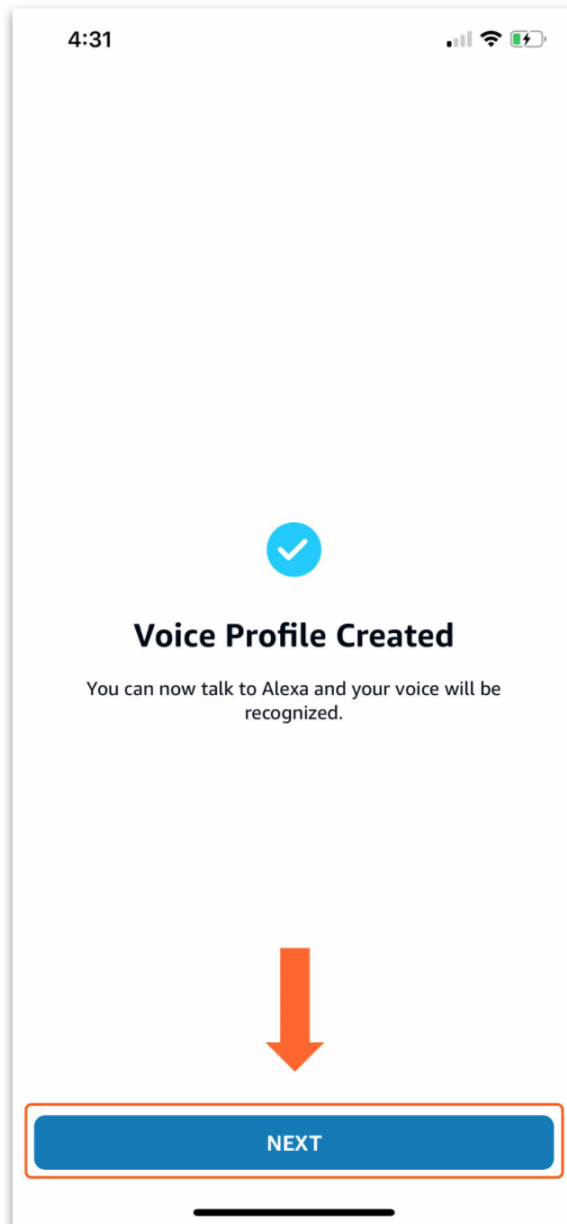 4:31
Voice Profile Created
You can now talk to Alexa and your voice will be
recognized.
NEXT